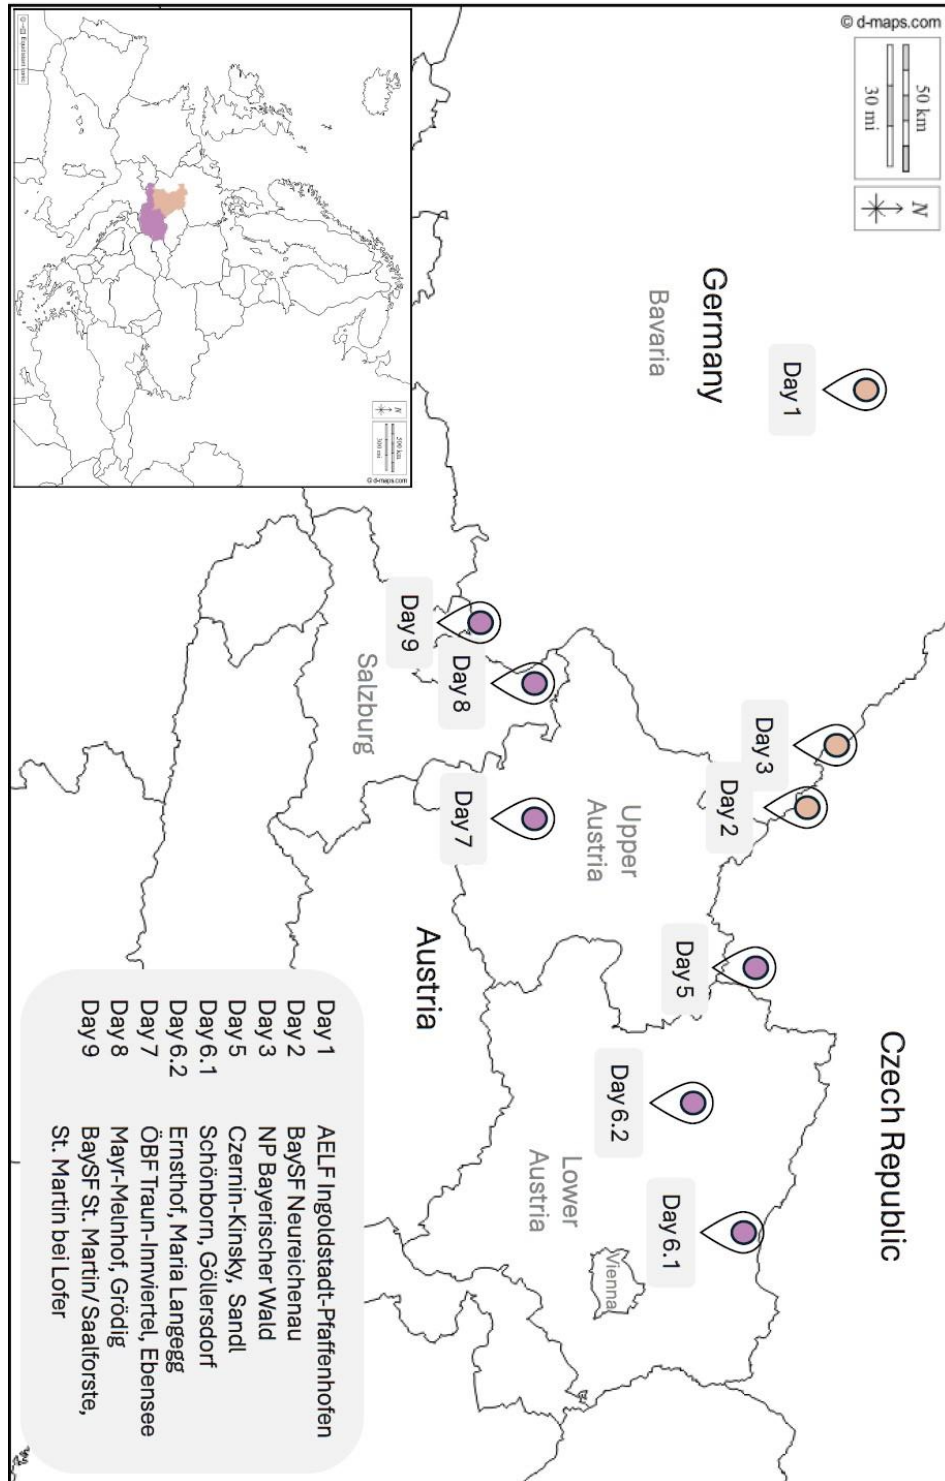 © d-maps.com
50 km
30 mi
N
Germany
Bavaria
Day 1
Czech Republic
Day 3
Day 2
Day 5
Day 6.1
Day 6.2
Upper
Austria
Lower
Austria
Vienna
Austria
Day 7
Salzburg
Day 8
Day 9
N
200 km
© d-maps.com
Day 1 AELF Ingoldstadt-Pfaffenhofen
Day 2 BaySF Neureichenau
Day 3 NP Bayerischer Wald
Day 5 Czernin-Kinsky, Sandl
Day 6.1 Schönborn, Göllersdorf
Day 6.2 Ernsthof, Maria Langegg
Day 7 ÖBF Traun-Innviertel, Ebensee
Day 8 Mayr-Melnhof, Grödig
Day 9 BaySF St. Martin/Saalforste,
St. Martin bei Lofer